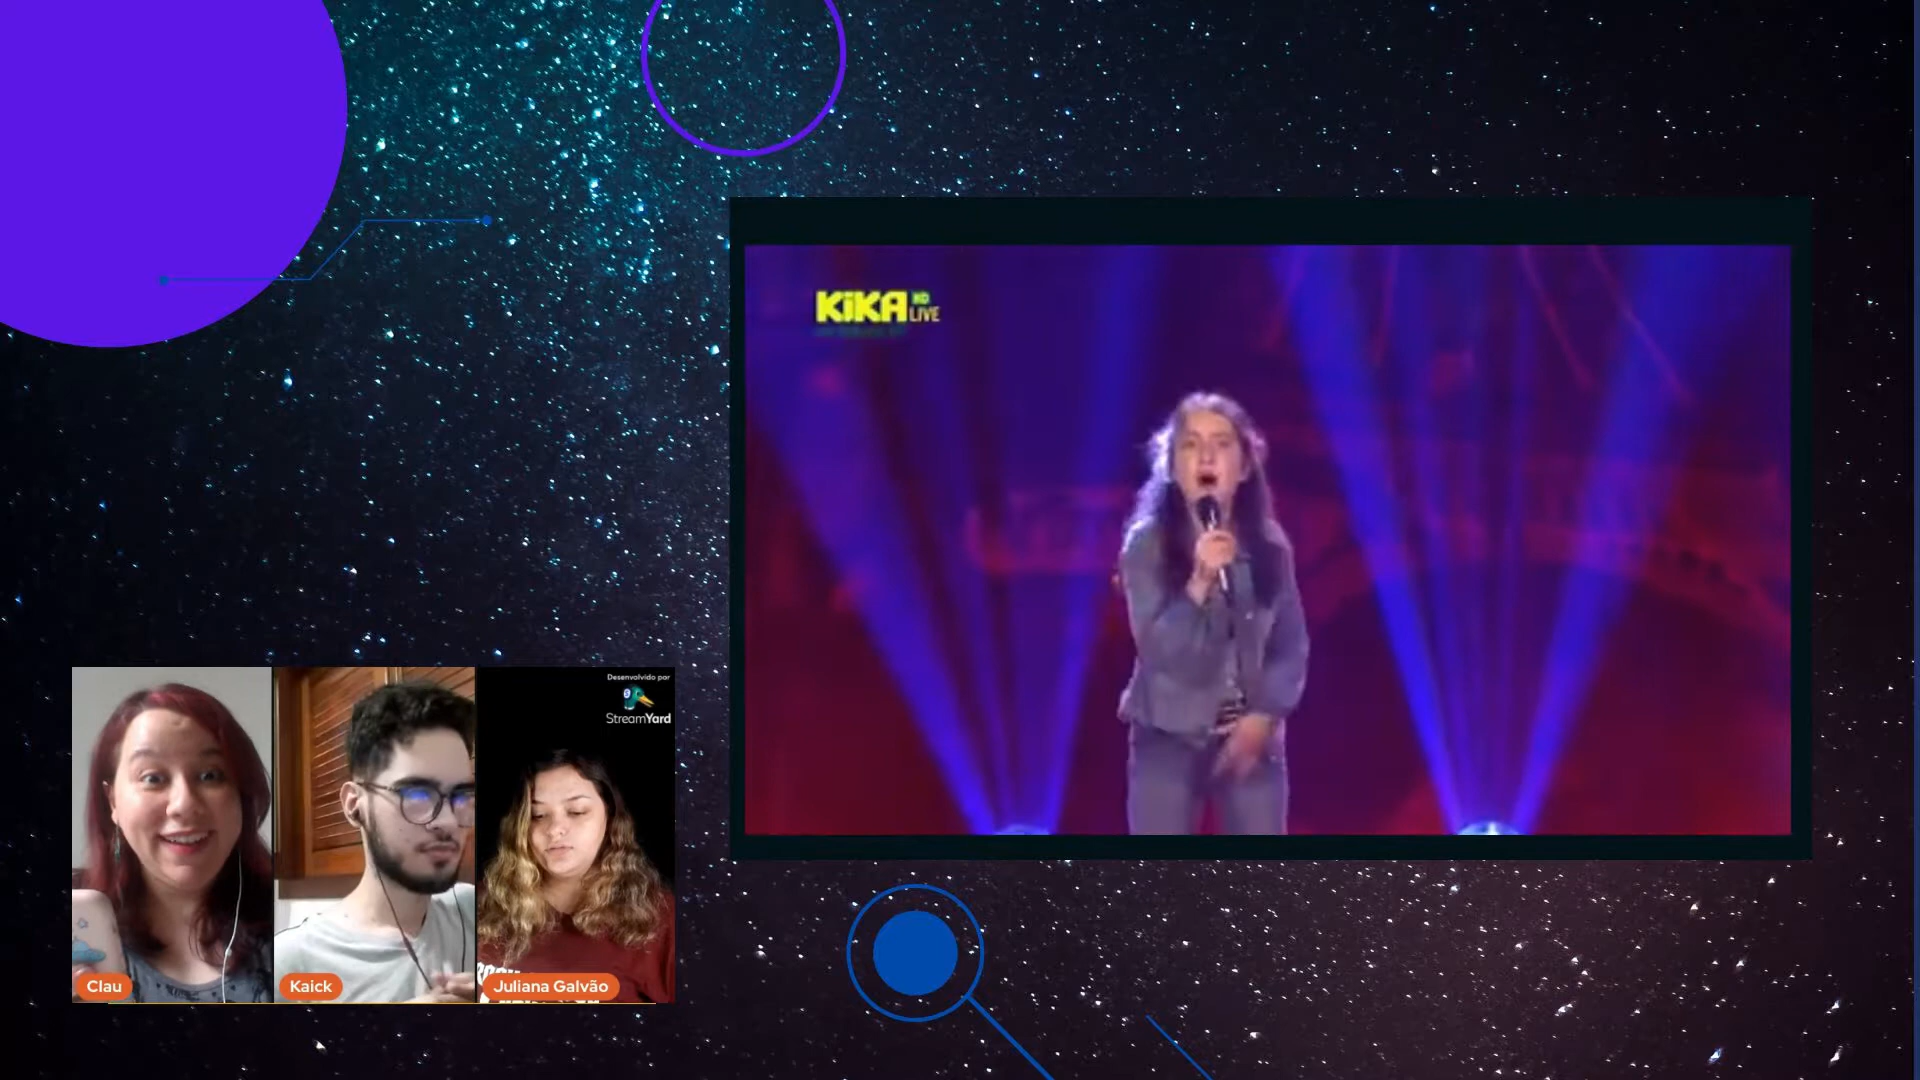 KiKA HD
LIVE
Desenvolvido por
StreamYard
Clau
Kaick
Juliana Galvão